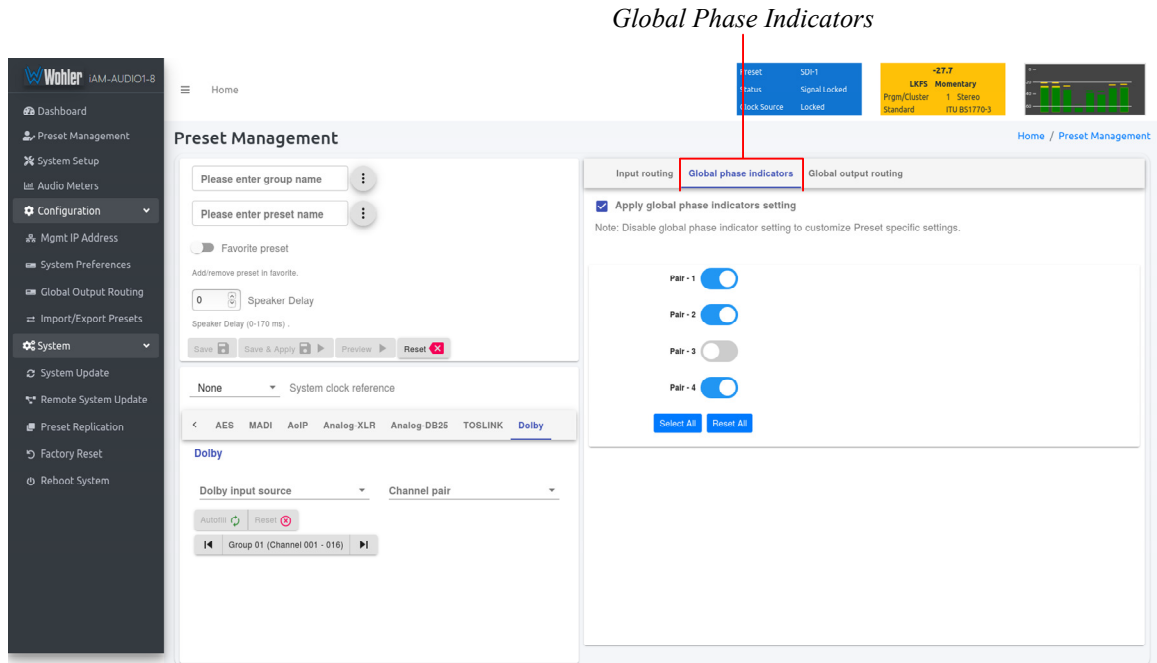 Global Phase Indicators
Wohler iAM-AUDIO1-8
Dashboard
Preset Management
System Setup
Audio Meters
Configuration
Mgmt IP Address
System Preferences
Global Output Routing
Import/Export Presets
System
System Update
Remote System Update
Preset Replication
Factory Reset
Reboot System
Home
Preset SDI-1
Status Signal Locked
Clock Source Locked
-27.7
LKFS Momentary
Prgm/Cluster 1 Stereo
Standard ITU BS1770-3
Preset Management
Home / Preset Management
Please enter group name
Please enter preset name
Favorite preset
Add/remove preset in favorite.
0 Speaker Delay
Speaker Delay (0-170 ms) .
Save Save & Apply Preview Reset
None System clock reference
< AES MADI AoIP Analog-XLR Analog-DB25 TOSLINK Dolby
Dolby
Dolby input source Channel pair
Autofill Reset
Group 01 (Channel 001 - 016)
Input routing Global phase indicators Global output routing
Apply global phase indicators setting
Note: Disable global phase indicator setting to customize Preset specific settings.
Pair - 1
Pair - 2
Pair - 3
Pair - 4
Select All Reset All